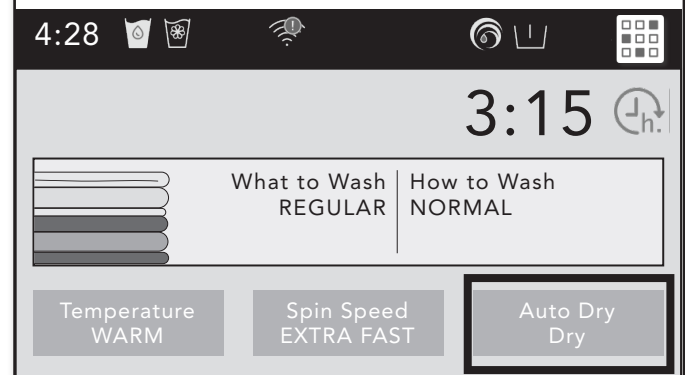 4:28
3:15 h.
What to Wash
REGULAR
How to Wash
NORMAL
Temperature
WARM
Spin Speed
EXTRA FAST
Auto Dry
Dry